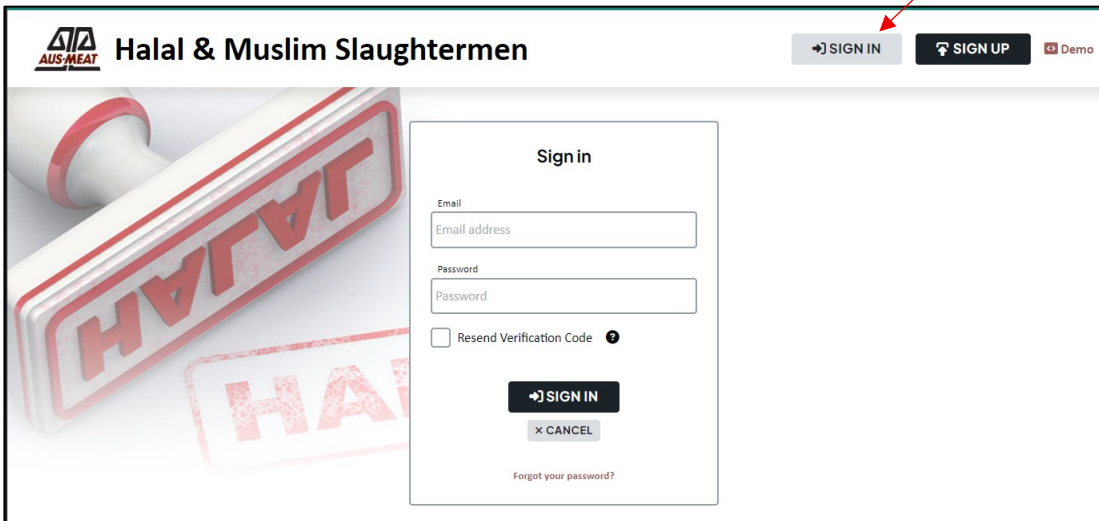 AUS-MEAT
Halal & Muslim Slaughtermen
SIGN IN
SIGN UP
Demo
HALAL
HAL
Sign in
Email
Email address
Password
Password
Resend Verification Code
SIGN IN
× CANCEL
Forgot your password?